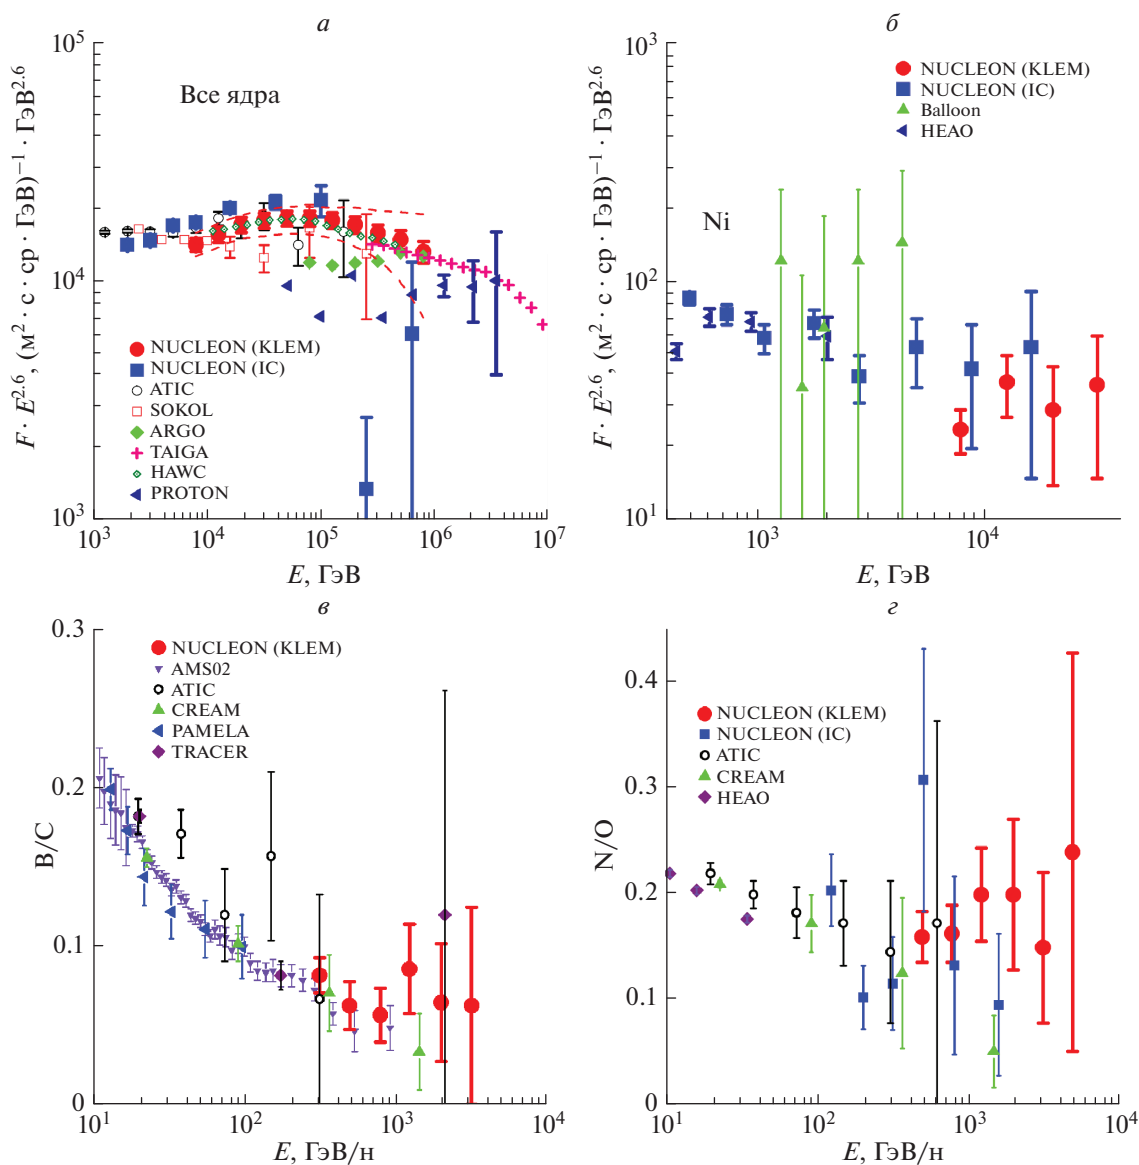 а
F · E^2.6, (м^2 · с · ср · ГэВ)^−1 · ГэВ^2.6
10^5
10^4
10^3
Все ядра
NUCLEON (KLEM)
NUCLEON (IC)
ATIC
SOKOL
ARGO
TAIGA
HAWC
PROTON
10^3 10^4 10^5 10^6 10^7
E, ГэВ
б
F · E^2.6, (м^2 · с · ср · ГэВ)^−1 · ГэВ^2.6
10^3
10^2
10^1
NUCLEON (KLEM)
NUCLEON (IC)
Balloon
HEAO
Ni
10^3 10^4
E, ГэВ
в
B/C
0.3
0.2
0.1
0
NUCLEON (KLEM)
AMS02
ATIC
CREAM
PAMELA
TRACER
10^1 10^2 10^3 10^4
E, ГэВ/н
г
N/O
0.4
0.3
0.2
0.1
0
NUCLEON (KLEM)
NUCLEON (IC)
ATIC
CREAM
HEAO
10^1 10^2 10^3 10^4
E, ГэВ/н